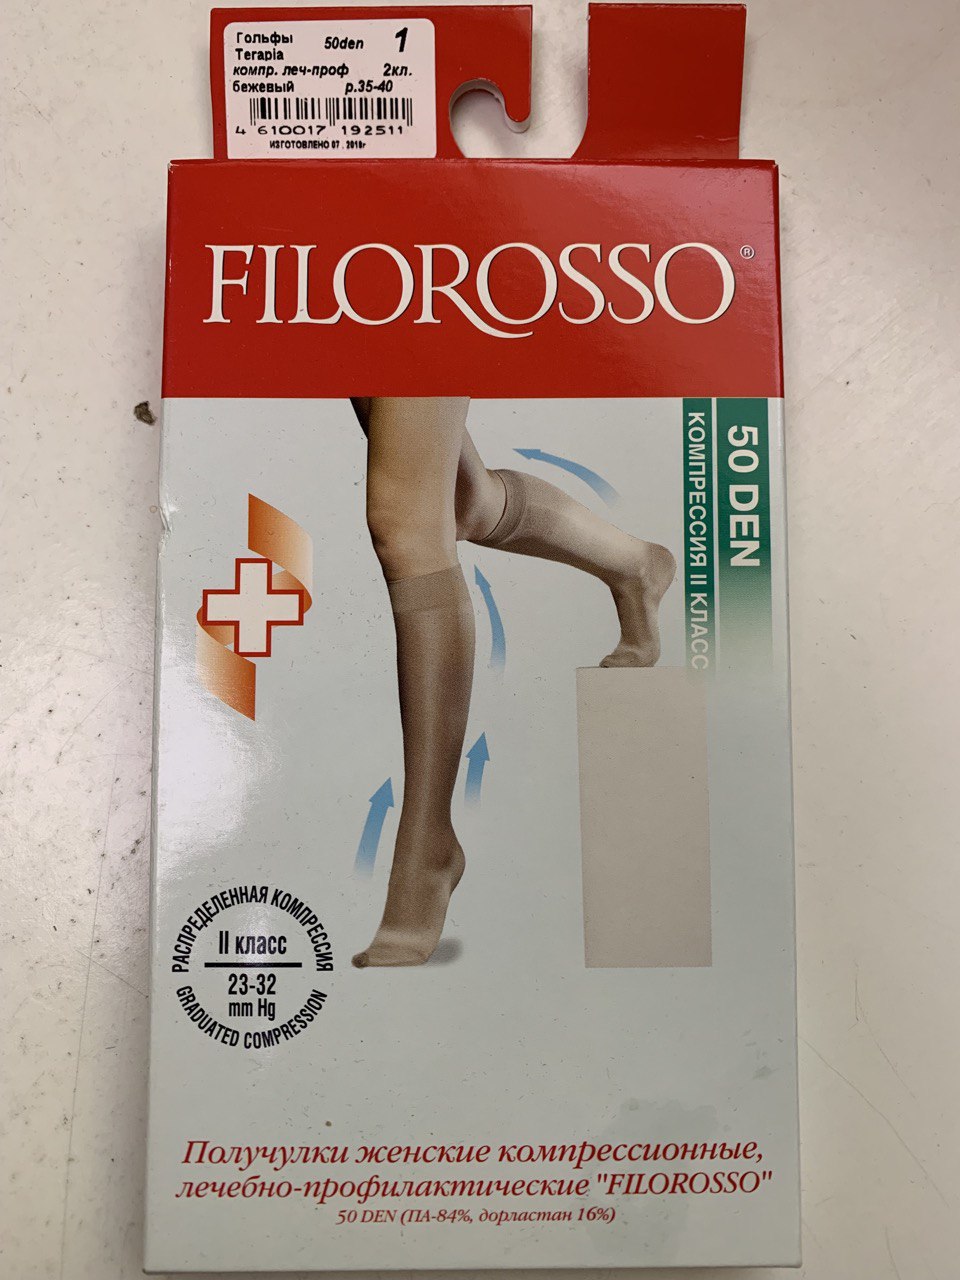 Гольфы 50den 1
Terapia
компр. леч-проф 2кл.
бежевый р.35-40
4 610017 192511
ИЗГОТОВЛЕНО 07 . 2018г
FILOROSSO®
50 DEN
КОМПРЕССИЯ II КЛАСС
РАСПРЕДЕЛЕННАЯ КОМПРЕССИЯ
II класс
23-32
mm Hg
GRADUATED COMPRESSION
Получулки женские компрессионные,
лечебно-профилактические "FILOROSSO"
50 DEN (ПА-84%, дорластан 16%)